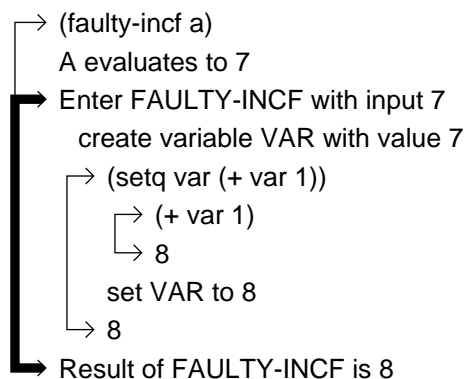 (faulty-incf a)
A evaluates to 7
Enter FAULTY-INCF with input 7
create variable VAR with value 7
(setq var (+ var 1))
(+ var 1)
8
set VAR to 8
8
Result of FAULTY-INCF is 8